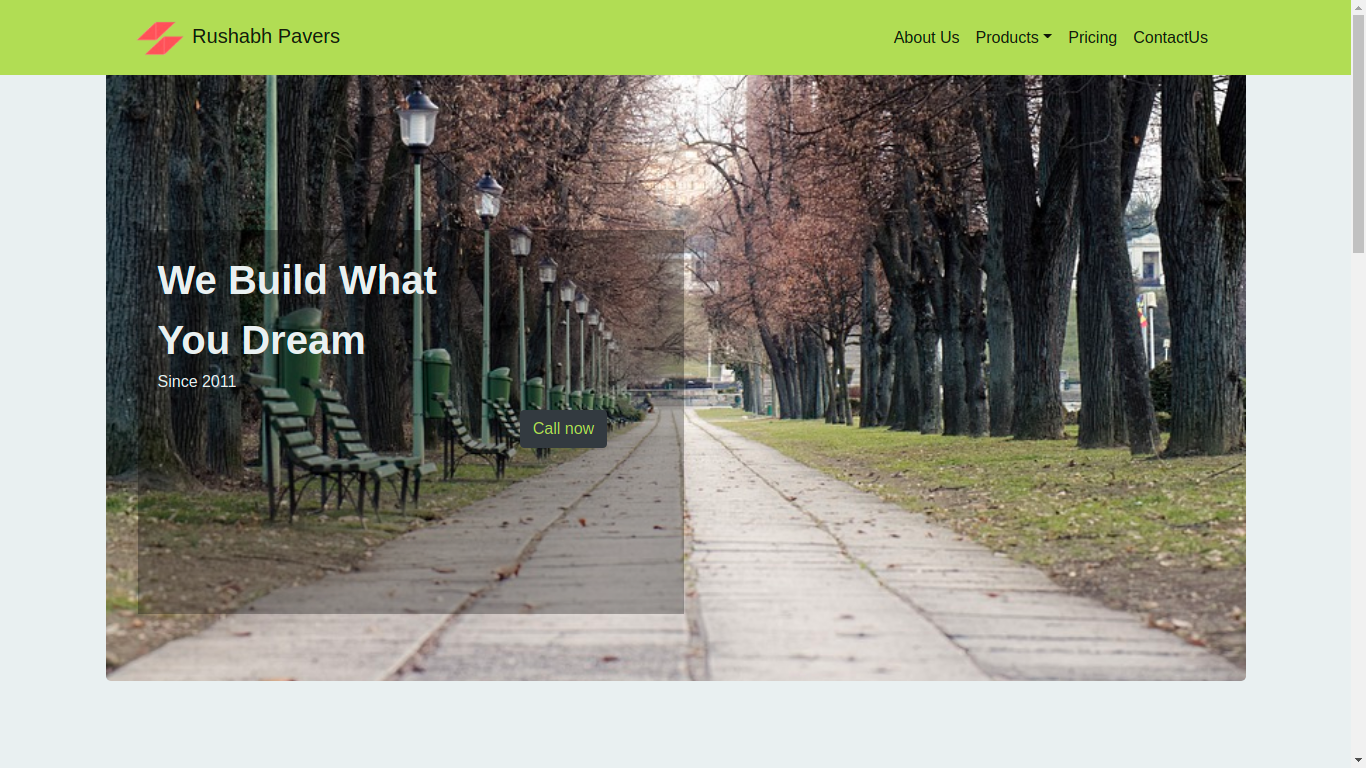 Rushabh Pavers
About Us Products Pricing ContactUs
We Build What
You Dream
Since 2011
Call now